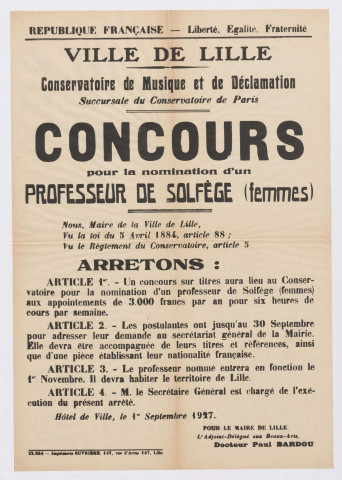 REPUBLIQUE FRANÇAISE — Liberté, Egalité, Fraternité
VILLE DE LILLE
Conservatoire de Musique et de Déclamation
Succursale du Conservatoire de Paris
CONCOURS
pour la nomination d'un
PROFESSEUR DE SOLFÈGE (femmes)
Nous, Maire de la Ville de Lille,
Vu la loi du 5 Avril 1884, article 88 ;
Vu le Règlement du Conservatoire, article 5
ARRETONS :
ARTICLE 1er. - Un concours sur titres aura lieu au Conser-
vatoire pour la nomination d'un professeur de Solfège (femmes)
aux appointements de 3.000 francs par an pour six heures de
cours par semaine.
ARTICLE 2. - Les postulantes ont jusqu'au 30 Septembre
pour adresser leur demande au secrétariat général de la Mairie.
Elle devra être accompagnée de leurs titres et références, ainsi
que d'une pièce établissant leur nationalité française.
ARTICLE 3. - Le professeur nommé entrera en fonction le
1er Novembre. Il devra habiter le territoire de Lille.
ARTICLE 4. - M. le Secrétaire Général est chargé de l'exé-
cution du présent arrêté.
Hôtel de Ville, le 1er Septembre 1927.
POUR LE MAIRE DE LILLE.
L'Adjoint-Délégué aux Beaux-Arts.
Docteur Paul BARDOU
— Imprimerie OUVRIÈRE, 147, rue d'Arras 147, Lille.